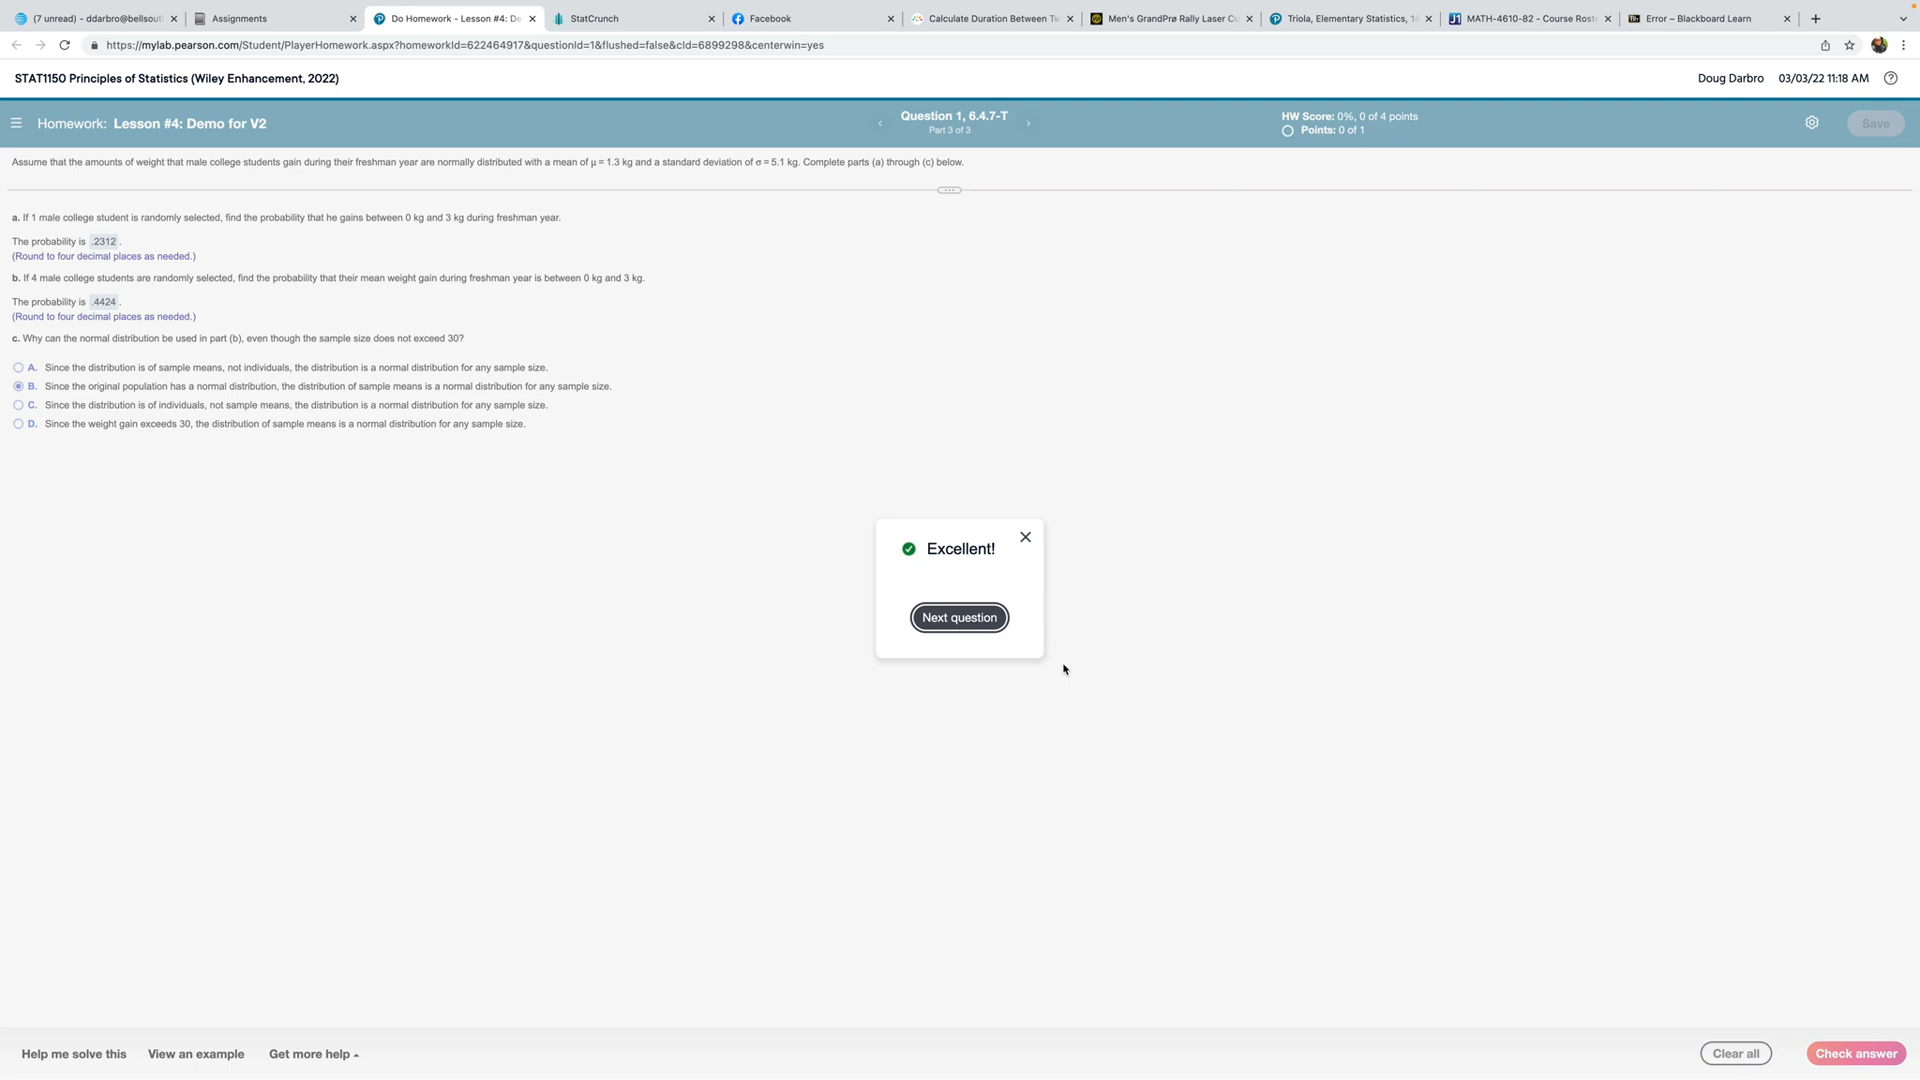 (7 unread) - ddarbro@bellsou
Assignments
Do Homework - Lesson #4: De
StatCrunch
Facebook
Calculate Duration Between Tw
Men's GrandPrø Rally Laser Cu
Triola, Elementary Statistics, 14
MATH-4610-82 - Course Roste
Error – Blackboard Learn
https://mylab.pearson.com/Student/PlayerHomework.aspx?homeworkId=622464917&questionId=1&flushed=false&cId=6899298&centerwin=yes
STAT1150 Principles of Statistics (Wiley Enhancement, 2022)
Doug Darbro 03/03/22 11:18 AM
Homework: Lesson #4: Demo for V2
Question 1, 6.4.7-T
Part 3 of 3
HW Score: 0%, 0 of 4 points
Points: 0 of 1
Save
Assume that the amounts of weight that male college students gain during their freshman year are normally distributed with a mean of μ = 1.3 kg and a standard deviation of σ = 5.1 kg. Complete parts (a) through (c) below.
a. If 1 male college student is randomly selected, find the probability that he gains between 0 kg and 3 kg during freshman year.
The probability is .2312 .
(Round to four decimal places as needed.)
b. If 4 male college students are randomly selected, find the probability that their mean weight gain during freshman year is between 0 kg and 3 kg.
The probability is .4424 .
(Round to four decimal places as needed.)
c. Why can the normal distribution be used in part (b), even though the sample size does not exceed 30?
A. Since the distribution is of sample means, not individuals, the distribution is a normal distribution for any sample size.
B. Since the original population has a normal distribution, the distribution of sample means is a normal distribution for any sample size.
C. Since the distribution is of individuals, not sample means, the distribution is a normal distribution for any sample size.
D. Since the weight gain exceeds 30, the distribution of sample means is a normal distribution for any sample size.
Excellent!
Next question
Help me solve this
View an example
Get more help
Clear all
Check answer